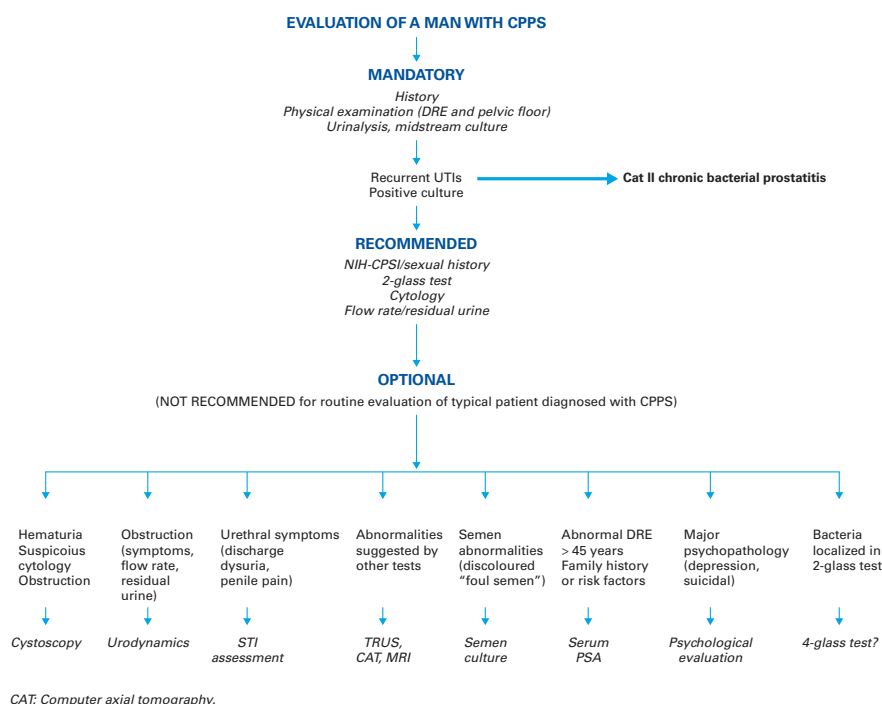 EVALUATION OF A MAN WITH CPPS
MANDATORY
History
Physical examination (DRE and pelvic floor)
Urinalysis, midstream culture
Recurrent UTIs
Positive culture
Cat II chronic bacterial prostatitis
RECOMMENDED
NIH-CPSI/sexual history
2-glass test
Cytology
Flow rate/residual urine
OPTIONAL
(NOT RECOMMENDED for routine evaluation of typical patient diagnosed with CPPS)
Hematuria
Suspicoius
cytology
Obstruction
Obstruction
(symptoms,
flow rate,
residual
urine)
Urethral symptoms
(discharge
dysuria,
penile pain)
Abnormalities
suggested by
other tests
Semen
abnormalities
(discoloured
"foul semen")
Abnormal DRE
> 45 years
Family history
or risk factors
Major
psychopathology
(depression,
suicidal)
Bacteria
localized in
2-glass test
Cystoscopy
Urodynamics
STI
assessment
TRUS,
CAT, MRI
Semen
culture
Serum
PSA
Psychological
evaluation
4-glass test?
CAT: Computer axial tomography.